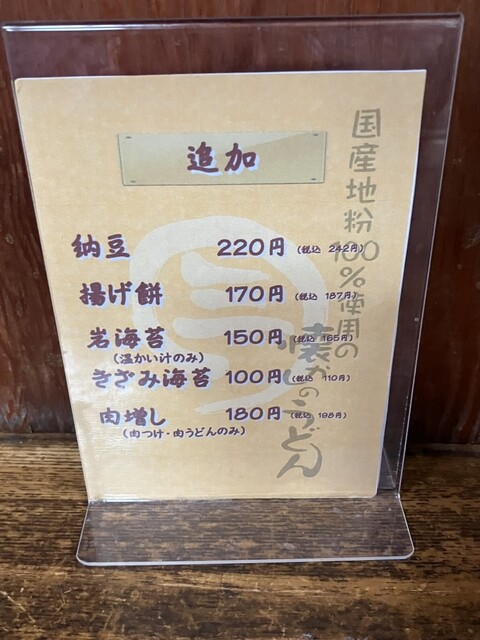 国産地粉100%使用の
懐かしのうどん
追加
納豆 220円 (税込 242円)
揚げ餅 170円 (税込 187円)
岩海苔 150円 (税込 165円)
(温かい汁のみ)
きざみ海苔 100円 (税込 110円)
肉増し 180円 (税込 198円)
(肉つけ・肉うどんのみ)